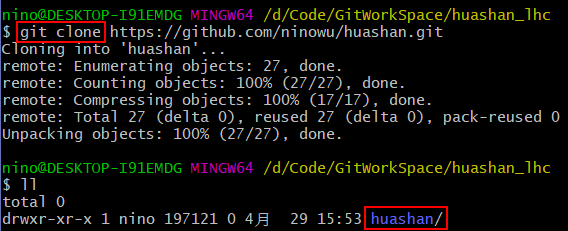 nino@DESKTOP-I91EMDG MINGW64 /d/Code/GitWorkSpace/huashan_lhc
$ git clone https://github.com/ninowu/huashan.git
Cloning into 'huashan'...
remote: Enumerating objects: 27, done.
remote: Counting objects: 100% (27/27), done.
remote: Compressing objects: 100% (17/17), done.
remote: Total 27 (delta 0), reused 27 (delta 0), pack-reused 0
Unpacking objects: 100% (27/27), done.
nino@DESKTOP-I91EMDG MINGW64 /d/Code/GitWorkSpace/huashan_lhc
$ ll
total 0
drwxr-xr-x 1 nino 197121 0 4月 29 15:53 huashan/